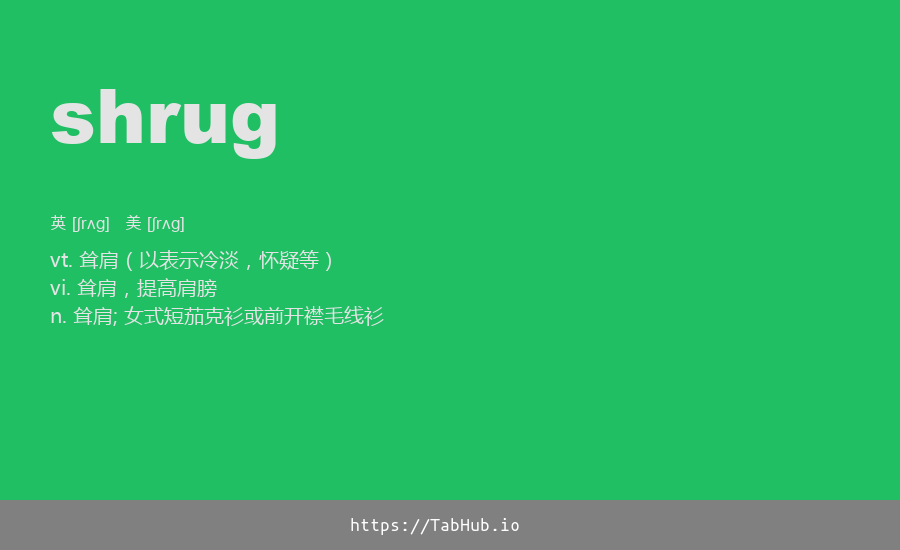 shrug
英 [ʃrʌg] 美 [ʃrʌg]
vt. 耸肩 ( 以表示冷淡，怀疑等 )
vi. 耸肩，提高肩膀
n. 耸肩; 女式短茄克衫或前开襟毛线衫
https://TabHub.io